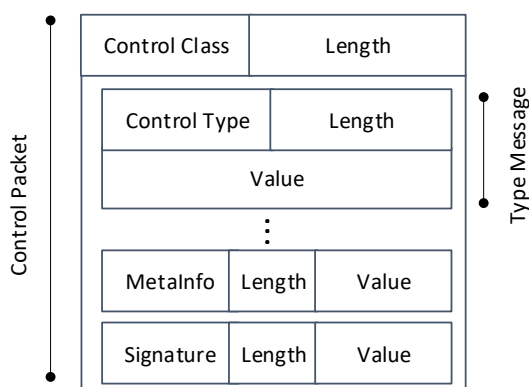 Control Class Length
Control Type Length
Value
⋮
MetaInfo Length Value
Signature Length Value
Control Packet
Type Message